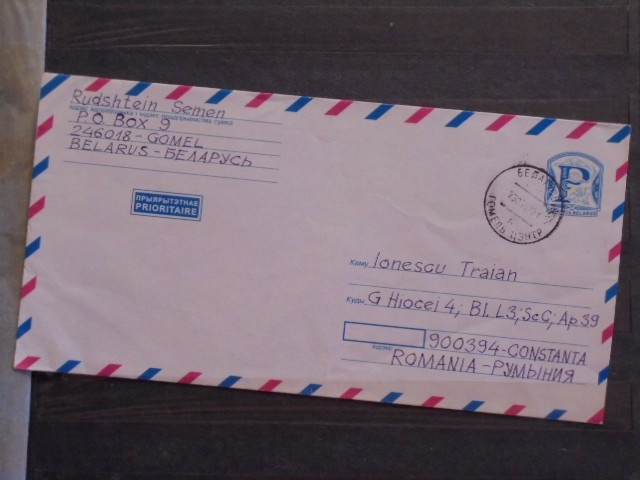 Rudshtein Semen
P.O Box 9
246018-GOMEL
BELARUS-БЕЛАРУСЬ
ПРЫЯРЫТЭТНАЕ
PRIORITAIRE
P
ГОМЕЛЬ ЦЭНТР
Каму Ionescu Traian
Куды G Hiocei 4; Bl. L3; Sc C; Ap 39
900394-CONSTANTA
ROMANIA-РУМЫНИЯ